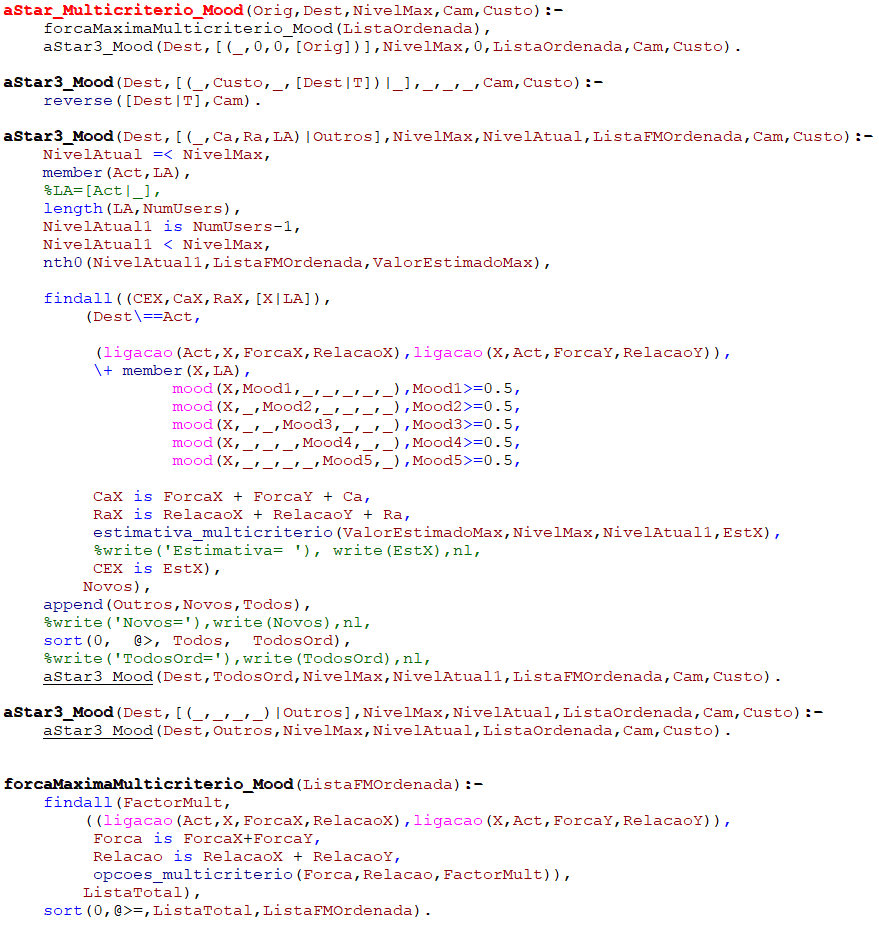 aStar_Multicriterio_Mood(Orig,Dest,NivelMax,Cam,Custo):-
    forcaMaximaMulticriterio_Mood(ListaOrdenada),
    aStar3_Mood(Dest,[(_,0,0,[Orig])],NivelMax,0,ListaOrdenada,Cam,Custo).

aStar3_Mood(Dest,[(_,Custo,_,[Dest|T])|_],_,_,_,Cam,Custo):-
    reverse([Dest|T],Cam).

aStar3_Mood(Dest,[(_,Ca,Ra,LA)|Outros],NivelMax,NivelAtual,ListaFMOrdenada,Cam,Custo):-
    NivelAtual =< NivelMax,
    member(Act,LA),
    %LA=[Act|_],
    length(LA,NumUsers),
    NivelAtual1 is NumUsers-1,
    NivelAtual1 < NivelMax,
    nth0(NivelAtual1,ListaFMOrdenada,ValorEstimadoMax),

    findall((CEX,CaX,RaX,[X|LA]),
        (Dest\==Act,

         (ligacao(Act,X,ForcaX,RelacaoX),ligacao(X,Act,ForcaY,RelacaoY)),
         \+ member(X,LA),
                 mood(X,Mood1,_,_,_,_,_),Mood1>=0.5,
                 mood(X,_,Mood2,_,_,_,_),Mood2>=0.5,
                 mood(X,_,_,Mood3,_,_,_),Mood3>=0.5,
                 mood(X,_,_,_,Mood4,_,_),Mood4>=0.5,
                 mood(X,_,_,_,_,Mood5,_),Mood5>=0.5,

         CaX is ForcaX + ForcaY + Ca,
         RaX is RelacaoX + RelacaoY + Ra,
         estimativa_multicriterio(ValorEstimadoMax,NivelMax,NivelAtual1,EstX),
         %write('Estimativa= '), write(EstX),nl,
         CEX is EstX),
        Novos),
    append(Outros,Novos,Todos),
    %write('Novos='),write(Novos),nl,
    sort(0,  @>, Todos,  TodosOrd),
    %write('TodosOrd='),write(TodosOrd),nl,
    aStar3_Mood(Dest,TodosOrd,NivelMax,NivelAtual1,ListaFMOrdenada,Cam,Custo).

aStar3_Mood(Dest,[(_,_,_,_)|Outros],NivelMax,NivelAtual,ListaOrdenada,Cam,Custo):-
    aStar3_Mood(Dest,Outros,NivelMax,NivelAtual,ListaOrdenada,Cam,Custo).

forcaMaximaMulticriterio_Mood(ListaFMOrdenada):-
    findall(FactorMult,
        ((ligacao(Act,X,ForcaX,RelacaoX),ligacao(X,Act,ForcaY,RelacaoY)),
         Forca is ForcaX+ForcaY,
         Relacao is RelacaoX + RelacaoY,
         opcoes_multicriterio(Forca,Relacao,FactorMult)),
        ListaTotal),
    sort(0,@>=,ListaTotal,ListaFMOrdenada).